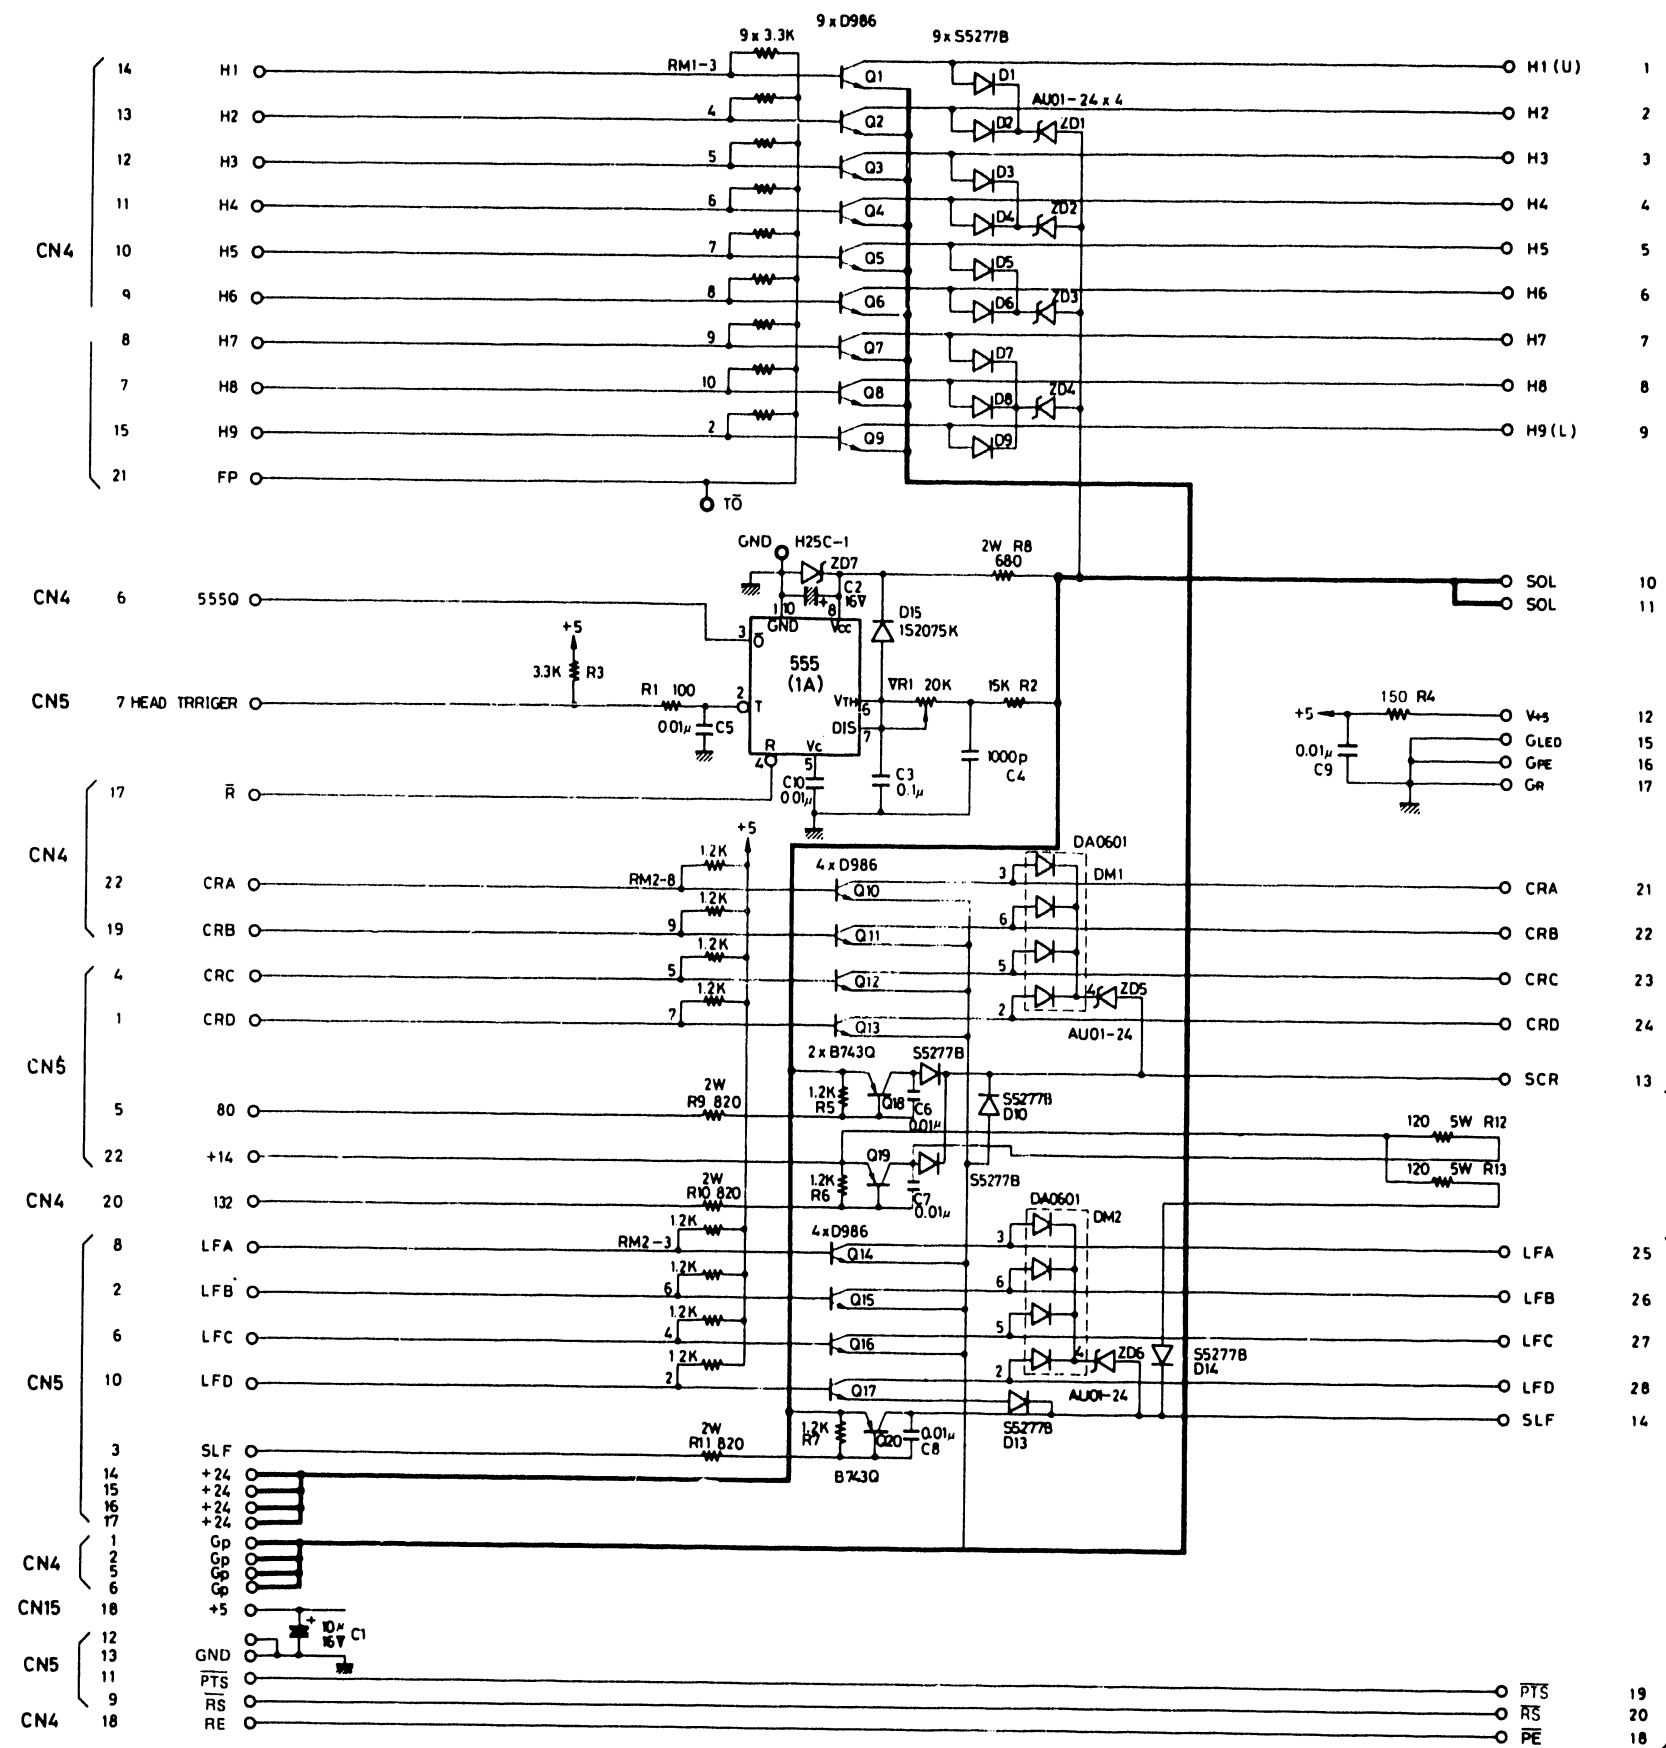 9 x D986
9 x 3.3K
9 x S5277B
14 H1 RM1-3 Q1 D1 H1(U) 1
AU01-24 x 4
13 H2 4 Q2 D2 ZD1 H2 2
12 H3 5 Q3 D3 H3 3
11 H4 6 Q4 D4 ZD2 H4 4
CN4 10 H5 7 Q5 D5 H5 5
9 H6 8 Q6 D6 ZD3 H6 6
8 H7 9 Q7 D7 H7 7
7 H8 10 Q8 D8 ZD4 H8 8
15 H9 2 Q9 D9 H9(L) 9
21 FP
TO̅
GND H25C-1
ZD7
2W R8
680
C2
16V
CN4 6 555Q
1 10 + 8
GND Vcc
SOL 10
SOL 11
D15
1S2075K
+5
3 O̅
3.3K R3
555
(1A)
CN5 7 HEAD TRRIGER
R1 100
2 T
0.01µ C5
VTH 6
DIS 7
VR1 20K
15K R2
R Vc
4 5
C10
0.01µ
C3
0.1µ
1000p
C4
+5 150 R4 V+5 12
0.01µ
C9
GLED 15
GPE 16
GR 17
17 R̅
CN4
+5
1.2K
4 x D986
DA0601
DM1
22 CRA RM2-8 Q10 3 CRA 21
1.2K
19 CRB 9 Q11 6 CRB 22
1.2K
4 CRC 5 Q12 5 CRC 23
1.2K
4 ZD5
1 CRD 7 Q13 2 CRD 24
AU01-24
CN5
2 x B743Q S5277B
SCR 13
2W
R9 820
1.2K
R5
Q18
C6
0.01µ
S5277B
D10
5 80
120 5W R12
22 +14
Q19
120 5W R13
2W
R10 820
1.2K
R6
C7
0.01µ
S5277B
CN4 20 132
1.2K
4xD986
DA0601
DM2
8 LFA RM2-3 Q14 3 LFA 25
1.2K
2 LFB 6 Q15 6 LFB 26
1.2K
6 LFC 4 Q16 5 LFC 27
1.2K
4 ZD6
S5277B
D14
CN5 10 LFD 2 Q17 2 LFD 28
AU01-24
SLF 14
S5277B
D13
2W
R11 820
1.2K
R7
Q20
0.01µ
C8
B743Q
3 SLF
14 +24
15 +24
16 +24
17 +24
1 Gp
CN4 2 Gp
5 Gp
6 Gp
CN15 18 +5
+ 10µ
16V C1
12
CN5 13 GND
11 P̅T̅S̅ P̅T̅S̅ 19
9 R̅S̅ R̅S̅ 20
CN4 18 RE P̅E̅ 18